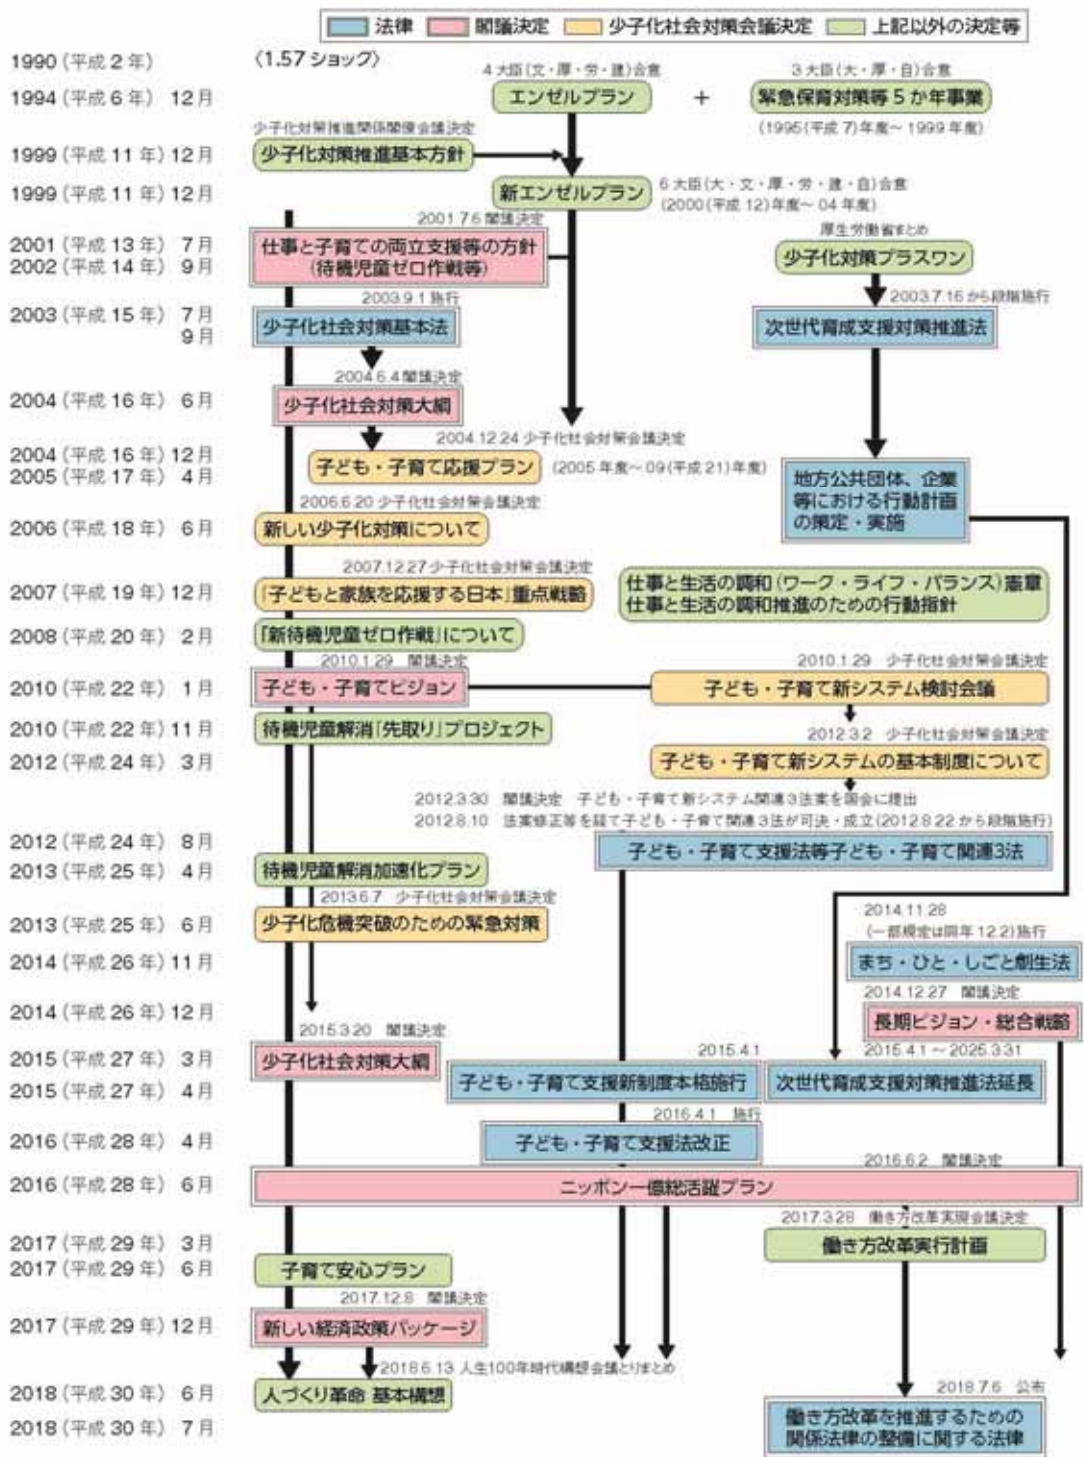 法律 閣議決定 少子化社会対策会議決定 上記以外の決定等
1990(平成2年)
〈1.57ショック〉
4大臣(文・厚・労・建)合意
3大臣(大・厚・自)合意
1994(平成6年) 12月
エンゼルプラン
+
緊急保育対策等5か年事業
(1995(平成7)年度～1999年度)
少子化対策推進関係閣僚会議決定
1999(平成11年)12月
少子化対策推進基本方針
1999(平成11年)12月
新エンゼルプラン
6大臣(大・文・厚・労・建・自)合意
(2000(平成12)年度～04年度)
2001.7.6 閣議決定
2001(平成13年) 7月
2002(平成14年) 9月
仕事と子育ての両立支援等の方針
(待機児童ゼロ作戦等)
厚生労働省まとめ
少子化対策プラスワン
2003.9.1施行
2003.7.16から段階施行
2003(平成15年) 7月
9月
少子化社会対策基本法
次世代育成支援対策推進法
2004.6.4閣議決定
2004(平成16年) 6月
少子化社会対策大綱
2004.12.24 少子化社会対策会議決定
2004(平成16年)12月
2005(平成17年) 4月
子ども・子育て応援プラン
(2005年度～09(平成21)年度)
地方公共団体、企業
等における行動計画
の策定・実施
2006.6.20 少子化社会対策会議決定
2006(平成18年) 6月
新しい少子化対策について
2007.12.27 少子化社会対策会議決定
2007(平成19年)12月
「子どもと家族を応援する日本」重点戦略
仕事と生活の調和(ワーク・ライフ・バランス)憲章
仕事と生活の調和推進のための行動指針
2008(平成20年) 2月
「新待機児童ゼロ作戦」について
2010.1.29 閣議決定
2010.1.29 少子化社会対策会議決定
2010(平成22年) 1月
子ども・子育てビジョン
子ども・子育て新システム検討会議
2010(平成22年)11月
待機児童解消「先取り」プロジェクト
2012.3.2 少子化社会対策会議決定
2012(平成24年) 3月
子ども・子育て新システムの基本制度について
2012.3.30 閣議決定 子ども・子育て新システム関連3法案を国会に提出
2012.8.10 法案修正等を経て子ども・子育て関連3法が可決・成立(2012.8.22から段階施行)
2012(平成24年) 8月
子ども・子育て支援法等子ども・子育て関連3法
2013(平成25年) 4月
待機児童解消加速化プラン
2013.6.7 少子化社会対策会議決定
2013(平成25年) 6月
少子化危機突破のための緊急対策
2014.11.28
(一部規定は同年12.2)施行
2014(平成26年)11月
まち・ひと・しごと創生法
2014.12.27 閣議決定
2014(平成26年)12月
長期ビジョン・総合戦略
2015.3.20 閣議決定
2015(平成27年) 3月
少子化社会対策大綱
2015.4.1
2015.4.1～2025.3.31
2015(平成27年) 4月
子ども・子育て支援新制度本格施行
次世代育成支援対策推進法延長
2016.4.1 施行
2016(平成28年) 4月
子ども・子育て支援法改正
2016.6.2 閣議決定
2016(平成28年) 6月
ニッポン一億総活躍プラン
2017.3.28 働き方改革実現会議決定
2017(平成29年) 3月
働き方改革実行計画
2017(平成29年) 6月
子育て安心プラン
2017.12.8 閣議決定
2017(平成29年)12月
新しい経済政策パッケージ
2018.6.13 人生100年時代構想会議とりまとめ
2018(平成30年) 6月
人づくり革命 基本構想
2018.7.6 公布
2018(平成30年) 7月
働き方改革を推進するための
関係法律の整備に関する法律